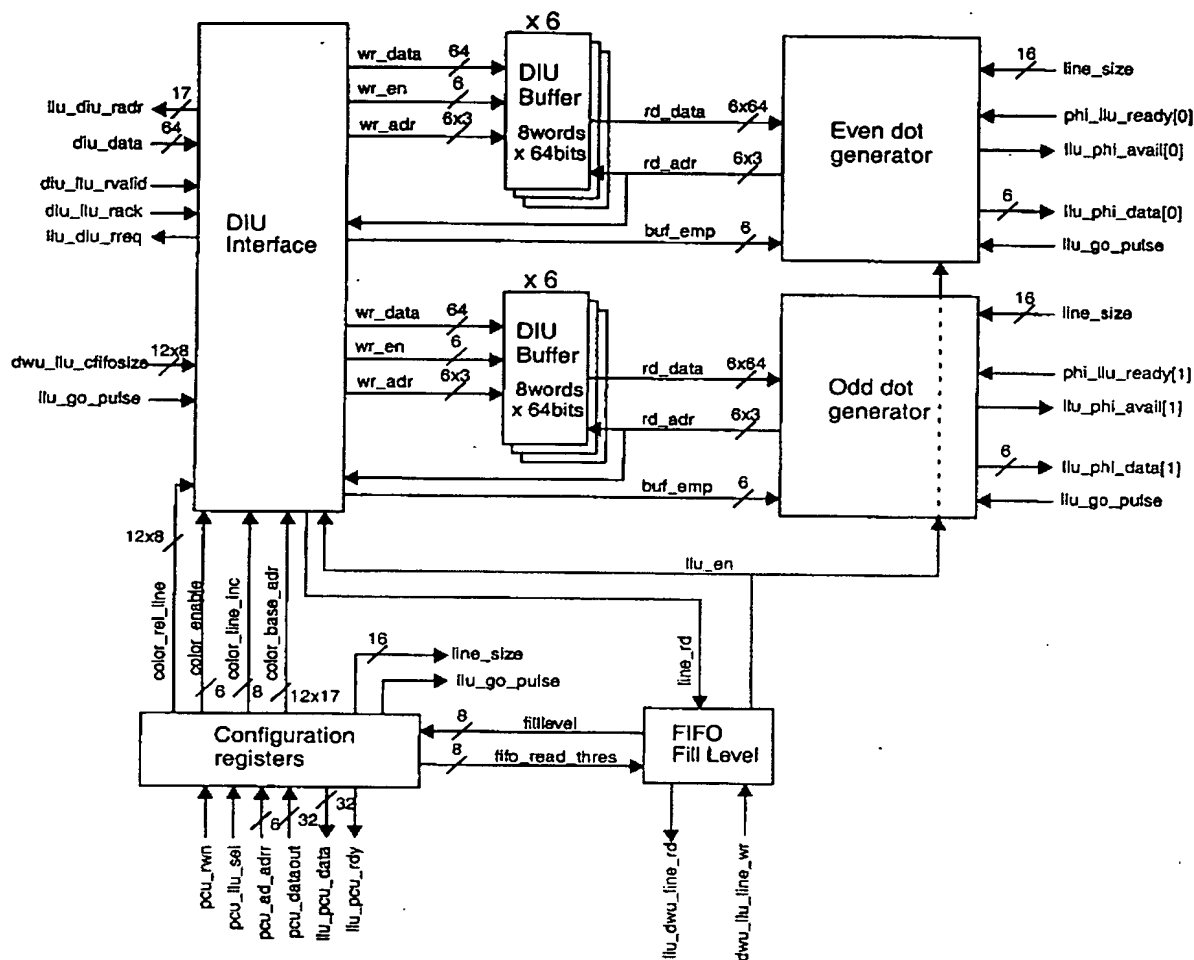 x 6
wr_data
64
wr_en
6
wr_adr
6x3
DIU
Buffer
8words
x 64bits
rd_data
6x64
rd_adr
6x3
buf_emp
6
Even dot
generator
16
line_size
phi_llu_ready[0]
llu_phi_avail[0]
6
llu_phi_data[0]
llu_go_pulse
llu_diu_radr
17
64
diu_data
diu_llu_rvalid
diu_llu_rack
llu_diu_rreq
DIU
Interface
dwu_llu_cfifosize
12x8
llu_go_pulse
x 6
wr_data
64
wr_en
6
wr_adr
6x3
DIU
Buffer
8words
x 64bits
rd_data
6x64
rd_adr
6x3
buf_emp
6
Odd dot
generator
16
line_size
phi_llu_ready[1]
llu_phi_avail[1]
6
llu_phi_data[1]
llu_go_pulse
12x8
color_rel_line
color_enable
color_line_inc
color_base_adr
6
8
12x17
llu_en
line_rd
16
line_size
llu_go_pulse
Configuration
registers
8
filllevel
8
fifo_read_thres
FIFO
Fill Level
6
32
32
pcu_rwn
pcu_llu_sel
pcu_ad_adrr
pcu_dataout
llu_pcu_data
llu_pcu_rdy
llu_dwu_line_rd
dwu_llu_line_wr